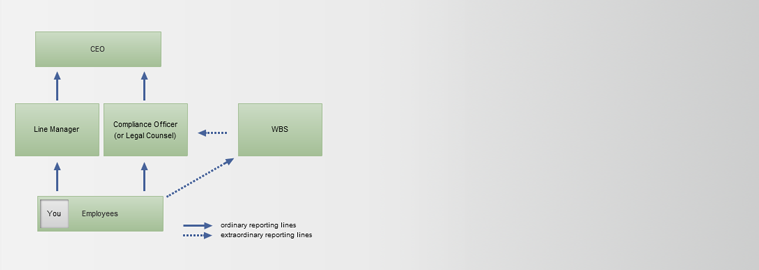 CEO
Line Manager
Compliance Officer
(or Legal Counsel)
WBS
You
Employees
ordinary reporting lines
extraordinary reporting lines